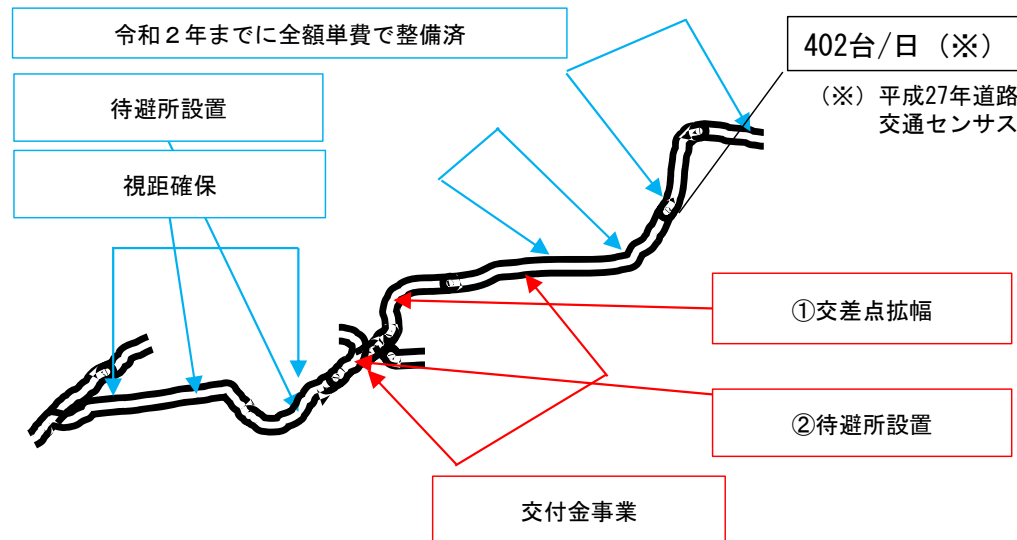 令和２年までに全額単費で整備済
402台/日（※）
（※）平成27年道路
交通センサス
待避所設置
視距確保
①交差点拡幅
②待避所設置
交付金事業